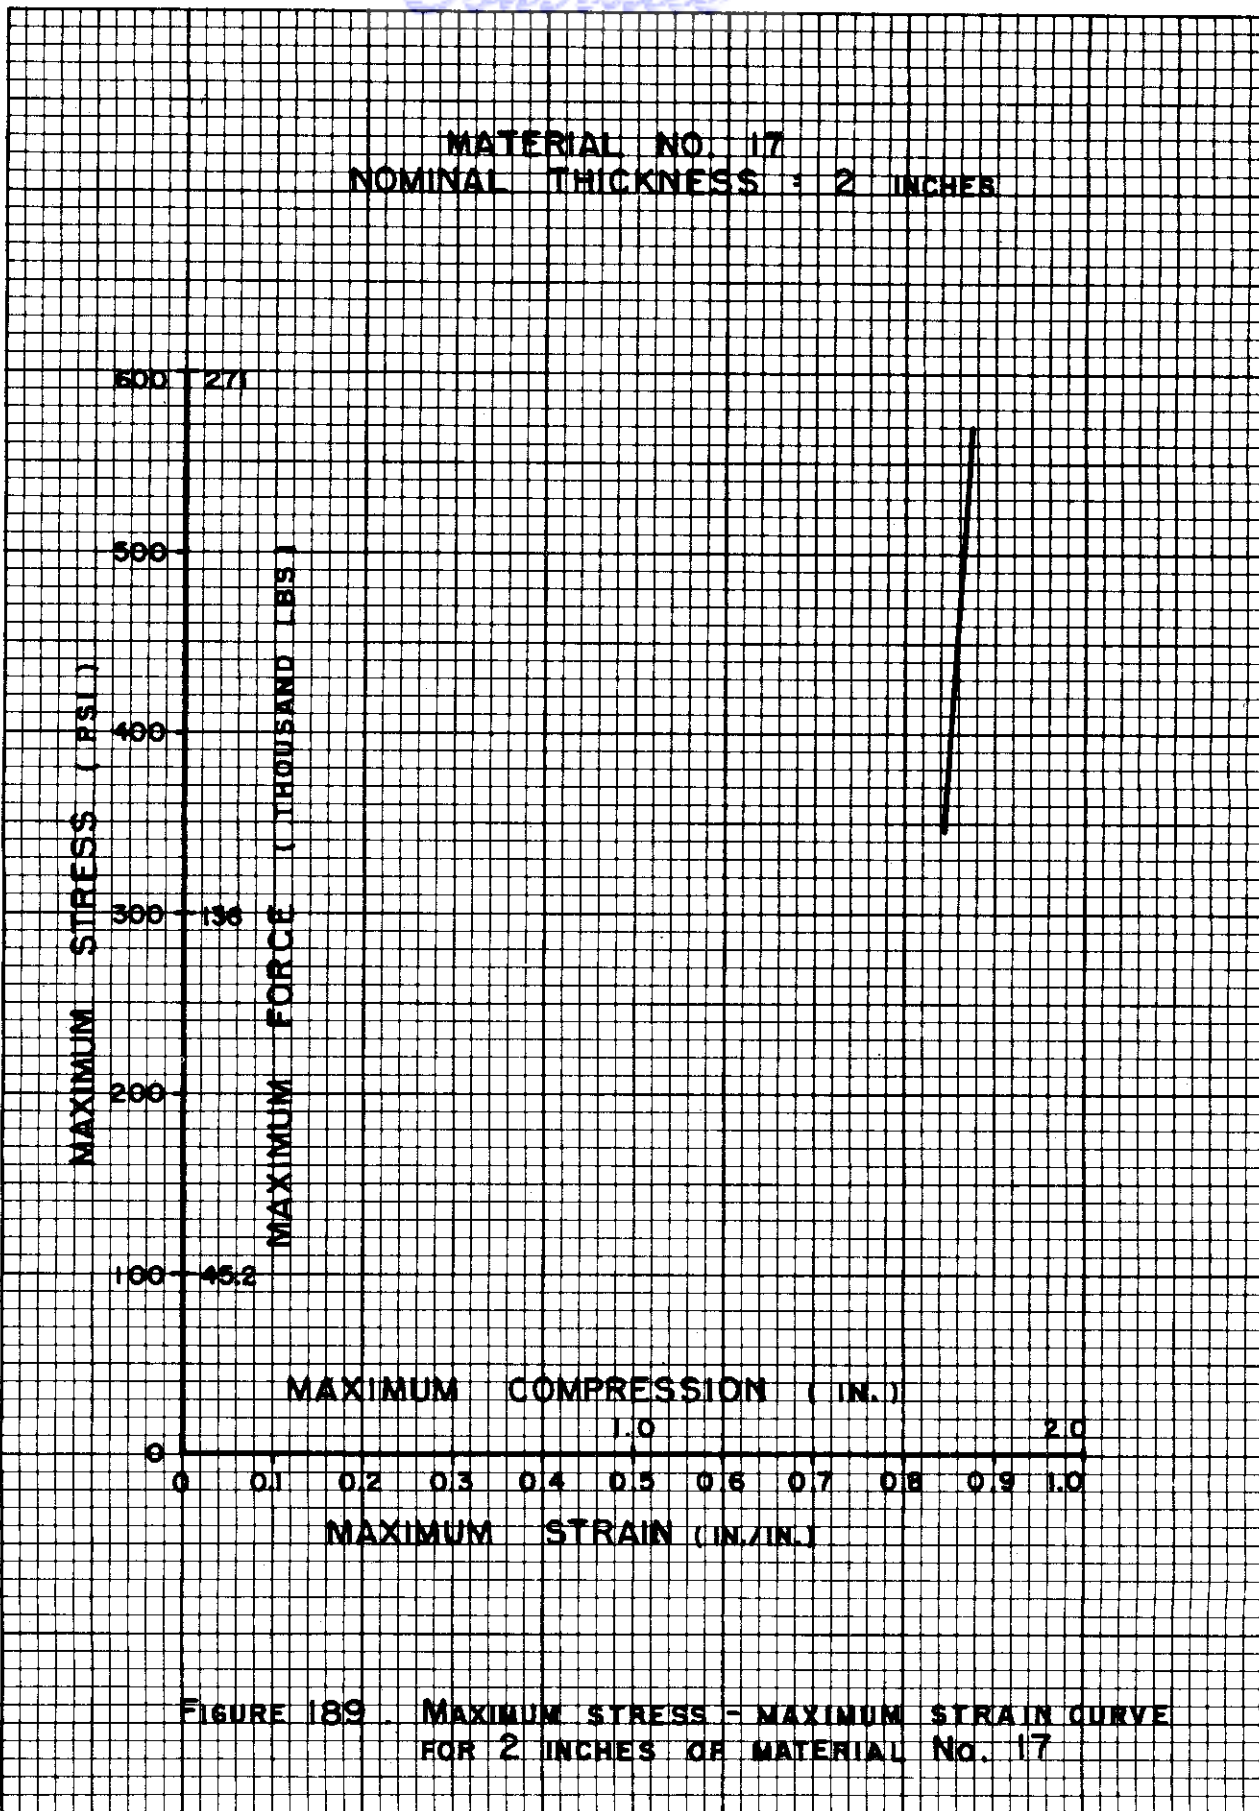 MATERIAL NO. 17
NOMINAL THICKNESS = 2 INCHES
600 271
500
400
300 136
200
100 45.2
0
MAXIMUM STRESS (PSI.)
MAXIMUM FORCE (THOUSAND LBS.)
MAXIMUM COMPRESSION (IN.)
1.0 2.0
0 0.1 0.2 0.3 0.4 0.5 0.6 0.7 0.8 0.9 1.0
MAXIMUM STRAIN (IN./IN.)
FIGURE 189. MAXIMUM STRESS - MAXIMUM STRAIN CURVE
FOR 2 INCHES OF MATERIAL NO. 17